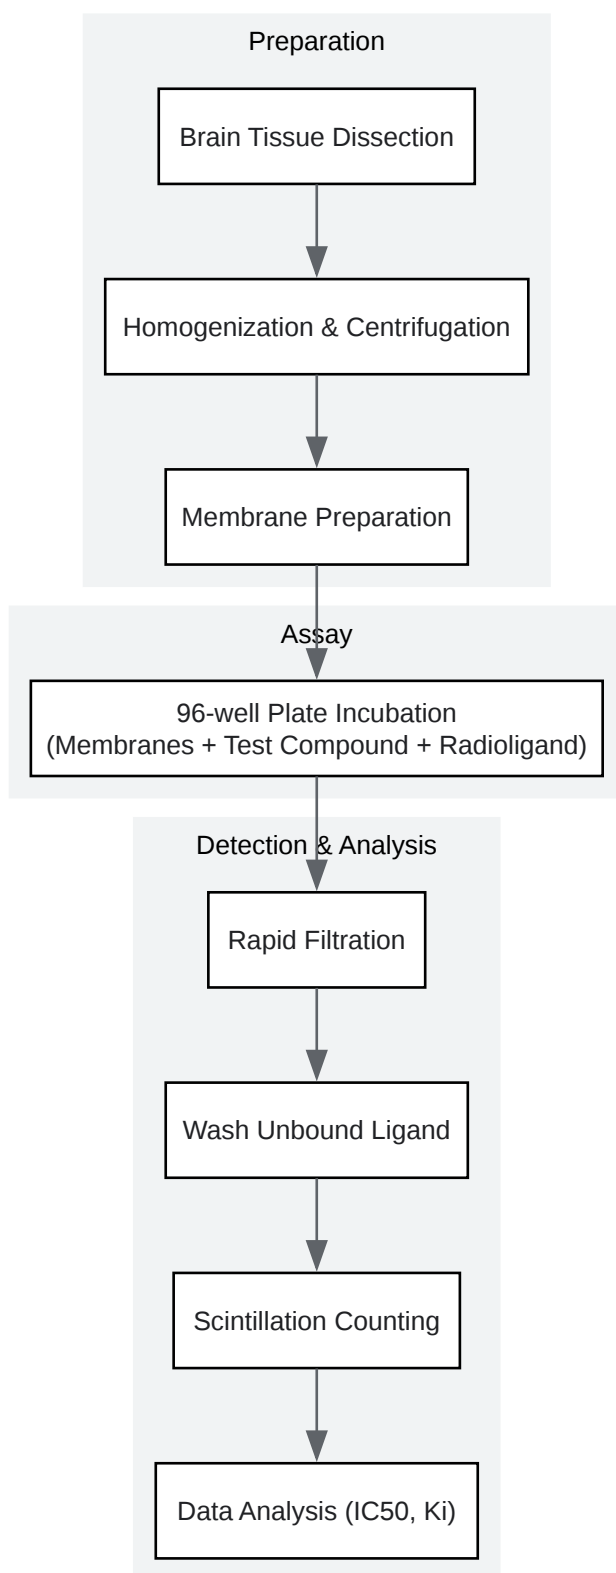 Preparation
Brain Tissue Dissection
Homogenization & Centrifugation
Membrane Preparation
Assay
96-well Plate Incubation
(Membranes + Test Compound + Radioligand)
Detection & Analysis
Rapid Filtration
Wash Unbound Ligand
Scintillation Counting
Data Analysis (IC50, Ki)